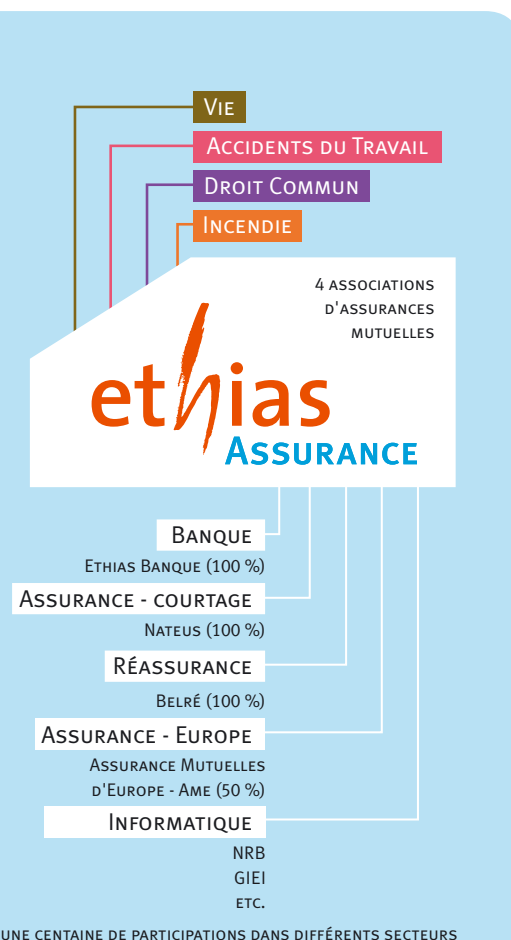 Vie
Accidents du Travail
Droit Commun
Incendie
4 associations
d'assurances
mutuelles
ethias
Assurance
Banque
Ethias Banque (100 %)
Assurance - courtage
Nateus (100 %)
Réassurance
Belré (100 %)
Assurance - Europe
Assurance Mutuelles
d'Europe - Ame (50 %)
Informatique
NRB
GIEI
etc.
une centaine de participations dans différents secteurs